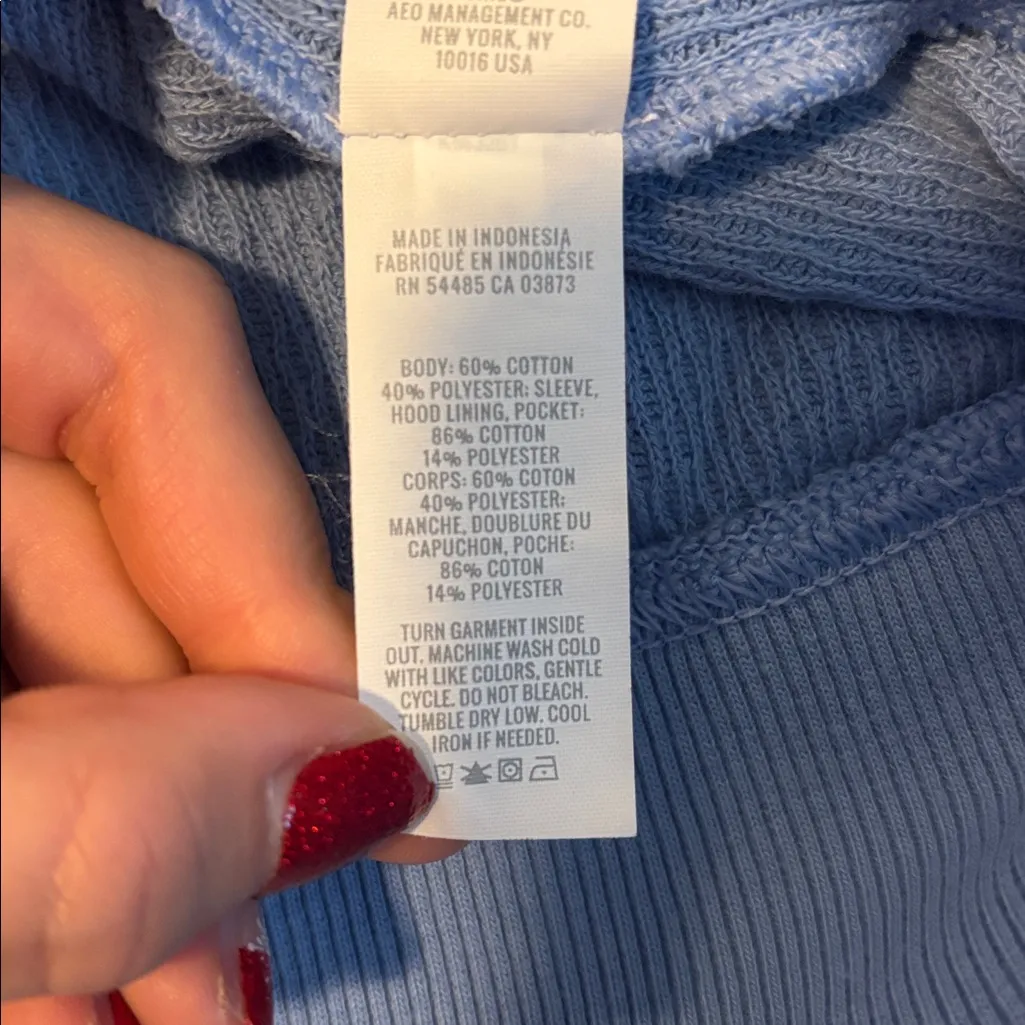 AEO MANAGEMENT CO.
NEW YORK, NY
10016 USA
MADE IN INDONESIA
FABRIQUÉ EN INDONÉSIE
RN 54485 CA 03873
BODY: 60% COTTON
40% POLYESTER: SLEEVE,
HOOD LINING, POCKET:
86% COTTON
14% POLYESTER
CORPS: 60% COTON
40% POLYESTER:
MANCHE, DOUBLURE DU
CAPUCHON, POCHE:
86% COTON
14% POLYESTER
TURN GARMENT INSIDE
OUT. MACHINE WASH COLD
WITH LIKE COLORS, GENTLE
CYCLE. DO NOT BLEACH.
TUMBLE DRY LOW. COOL
IRON IF NEEDED.